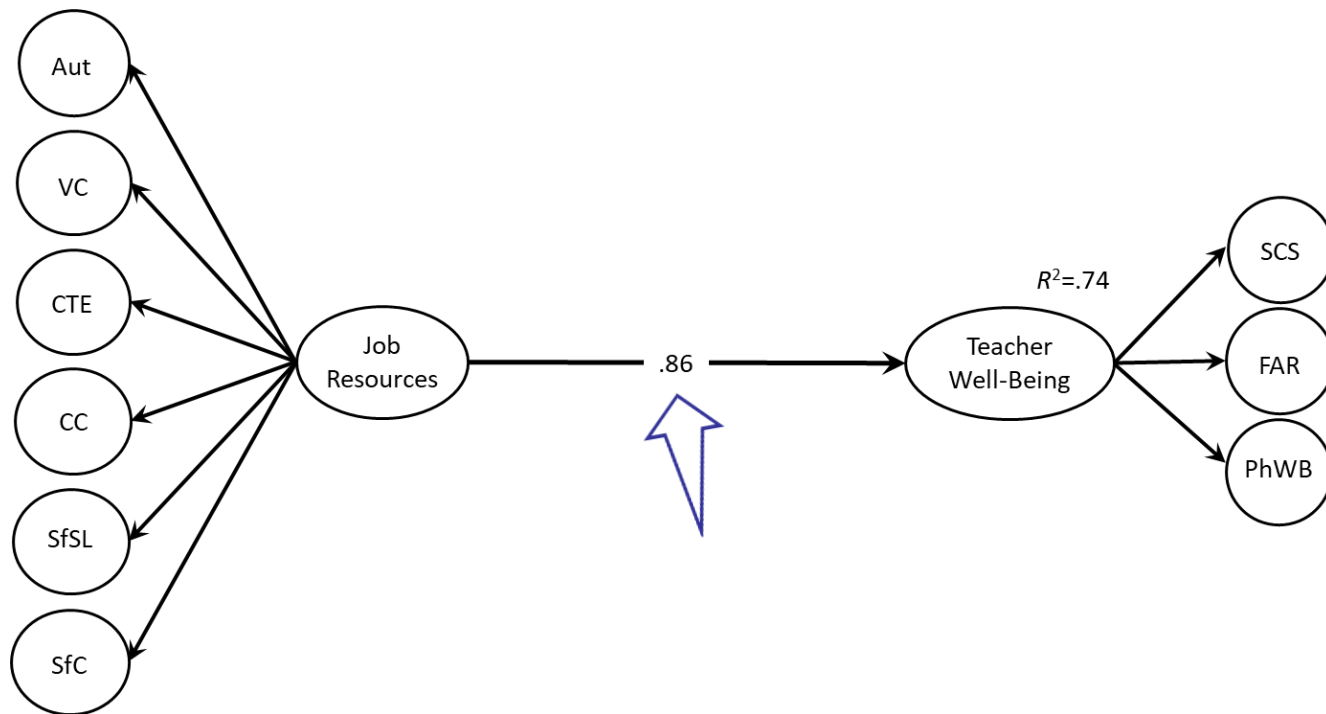 Aut
VC
CTE
CC
SfSL
SfC
Job
Resources
.86
R²=.74
Teacher
Well-Being
SCS
FAR
PhWB